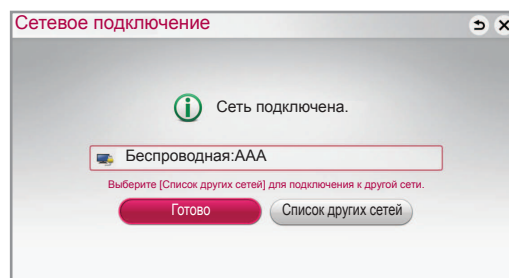 Сетевое подключение
Сеть подключена.
Беспроводная:AAA
Выберите [Список других сетей] для подключения к другой сети.
Готово
Список других сетей